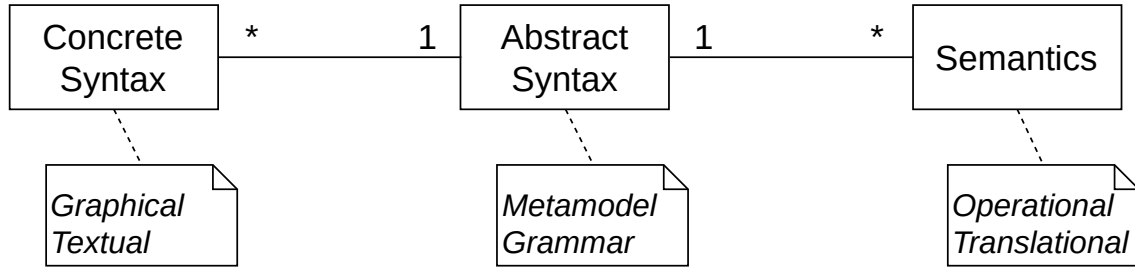 Concrete
Syntax
* 1
Abstract
Syntax
1 *
Semantics
Graphical
Textual
Metamodel
Grammar
Operational
Translational